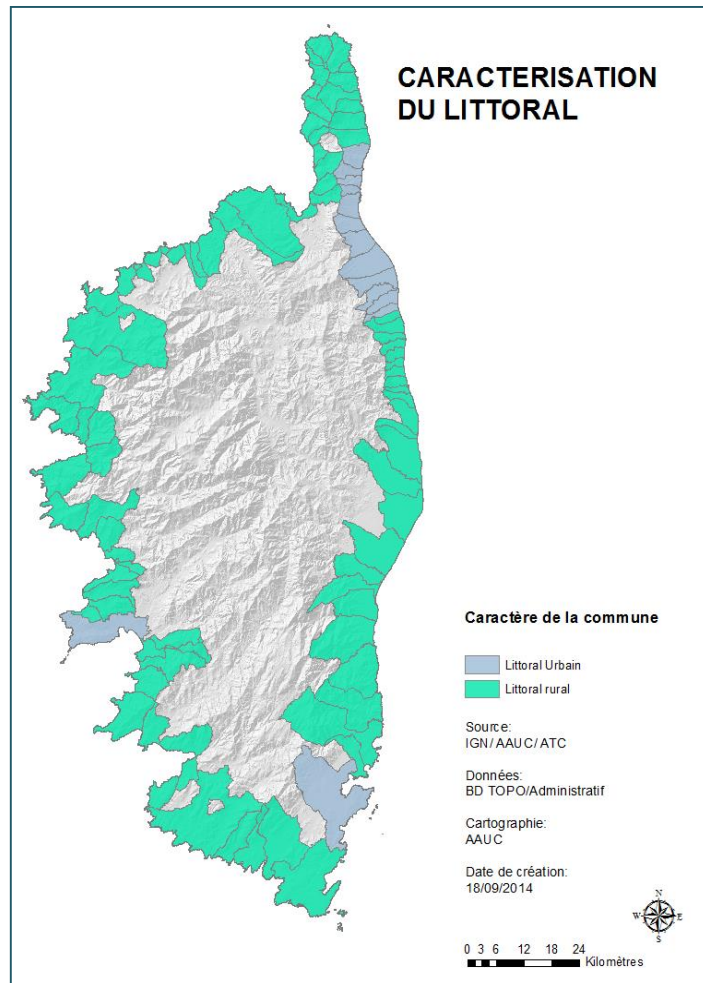 CARACTERISATION
DU LITTORAL
Caractère de la commune
Littoral Urbain
Littoral rural
Source:
IGN/AAUC/ATC
Données:
BD TOPO/Administratif
Cartographie:
AAUC
Date de création:
18/09/2014
N
W E
S
0 3 6 12 18 24
Kilomètres